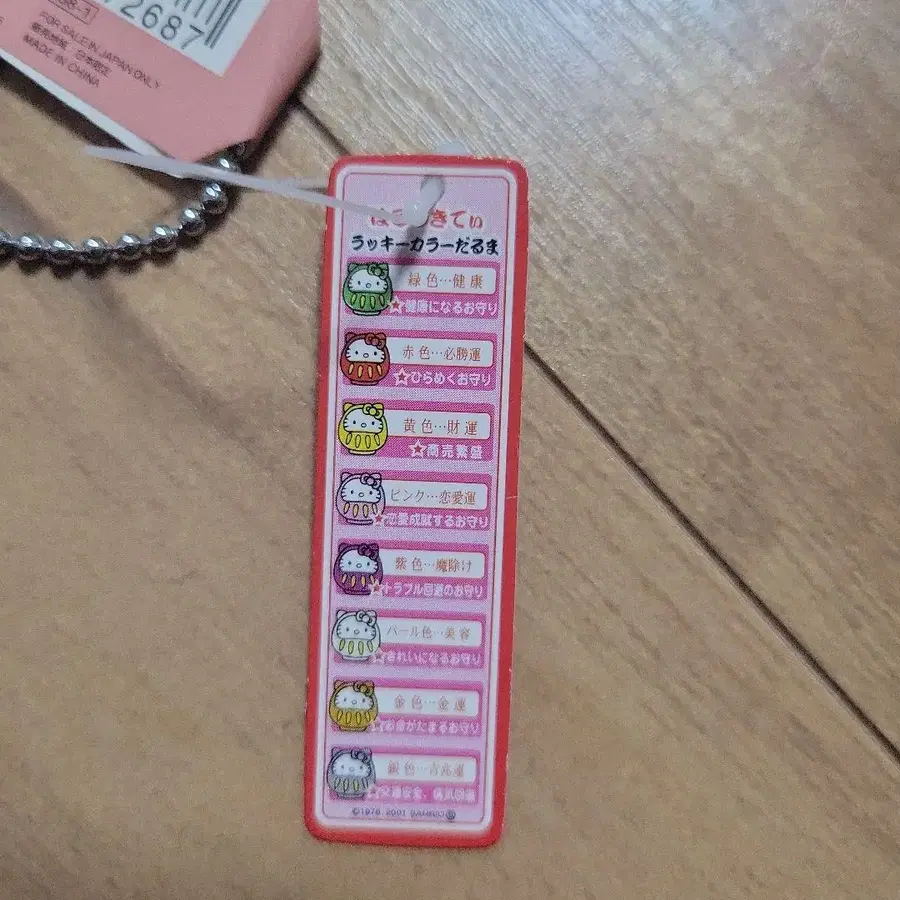 2687
FOR SALE IN JAPAN ONLY
MADE IN CHINA
きてぃ
ラッキーカラーだるま
緑色…健康
☆健康になるお守り
赤色…必勝運
☆ひらめくお守り
黄色…財運
☆商売繁盛
ピンク…恋愛運
☆恋愛成就するお守り
紫色…魔除け
☆トラブル回避のお守り
パール色…美容
☆きれいになるお守り
金色…金運
☆お金がたまるお守り
銀色…
☆交通安全、
©1976, 2001 SANRIO